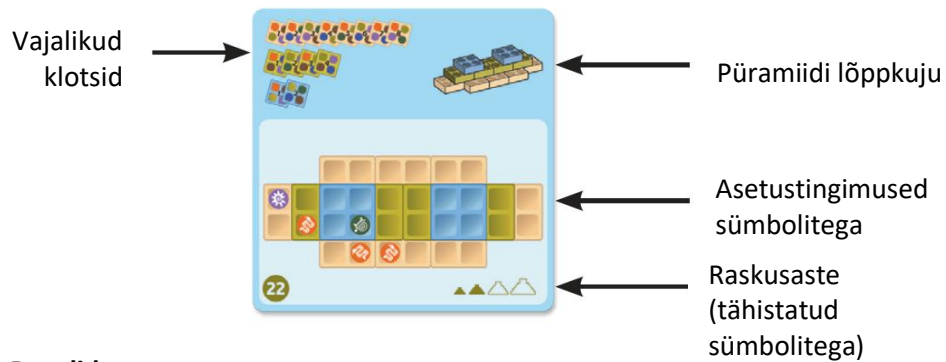 Vajalikud
klotsid
Püramiidi lõppkuju
Asetustingimused
sümbolitega
22
Raskusaste
(tähistatud
sümbolitega)